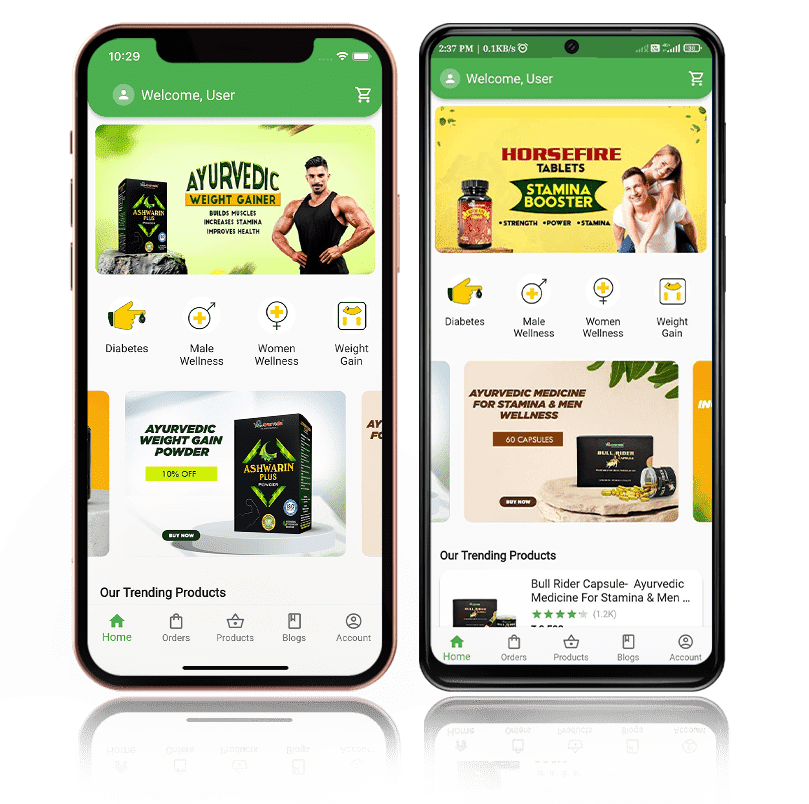 10:29
Welcome, User
AYURVEDIC
WEIGHT GAINER
BUILDS MUSCLES
INCREASES STAMINA
IMPROVES HEALTH
ASHWARIN
PLUS
Diabetes
Male
Wellness
Women
Wellness
Weight
Gain
AYURVEDIC
WEIGHT GAIN
POWDER
10% OFF
BUY NOW
ASHWARIN
PLUS
POWDER
Our Trending Products
Home
Orders
Products
Blogs
Account
2:37 PM | 0.1KB/s
Welcome, User
HORSEFIRE
TABLETS
STAMINA
BOOSTER
• STRENGTH • POWER • STAMINA
Diabetes
Male
Wellness
Women
Wellness
Weight
Gain
AYURVEDIC MEDICINE
FOR STAMINA & MEN
WELLNESS
60 CAPSULES
BULL RIDER
BUY NOW
Our Trending Products
Bull Rider Capsule- Ayurvedic
Medicine For Stamina & Men ...
(1.2K)
Home
Orders
Products
Blogs
Account